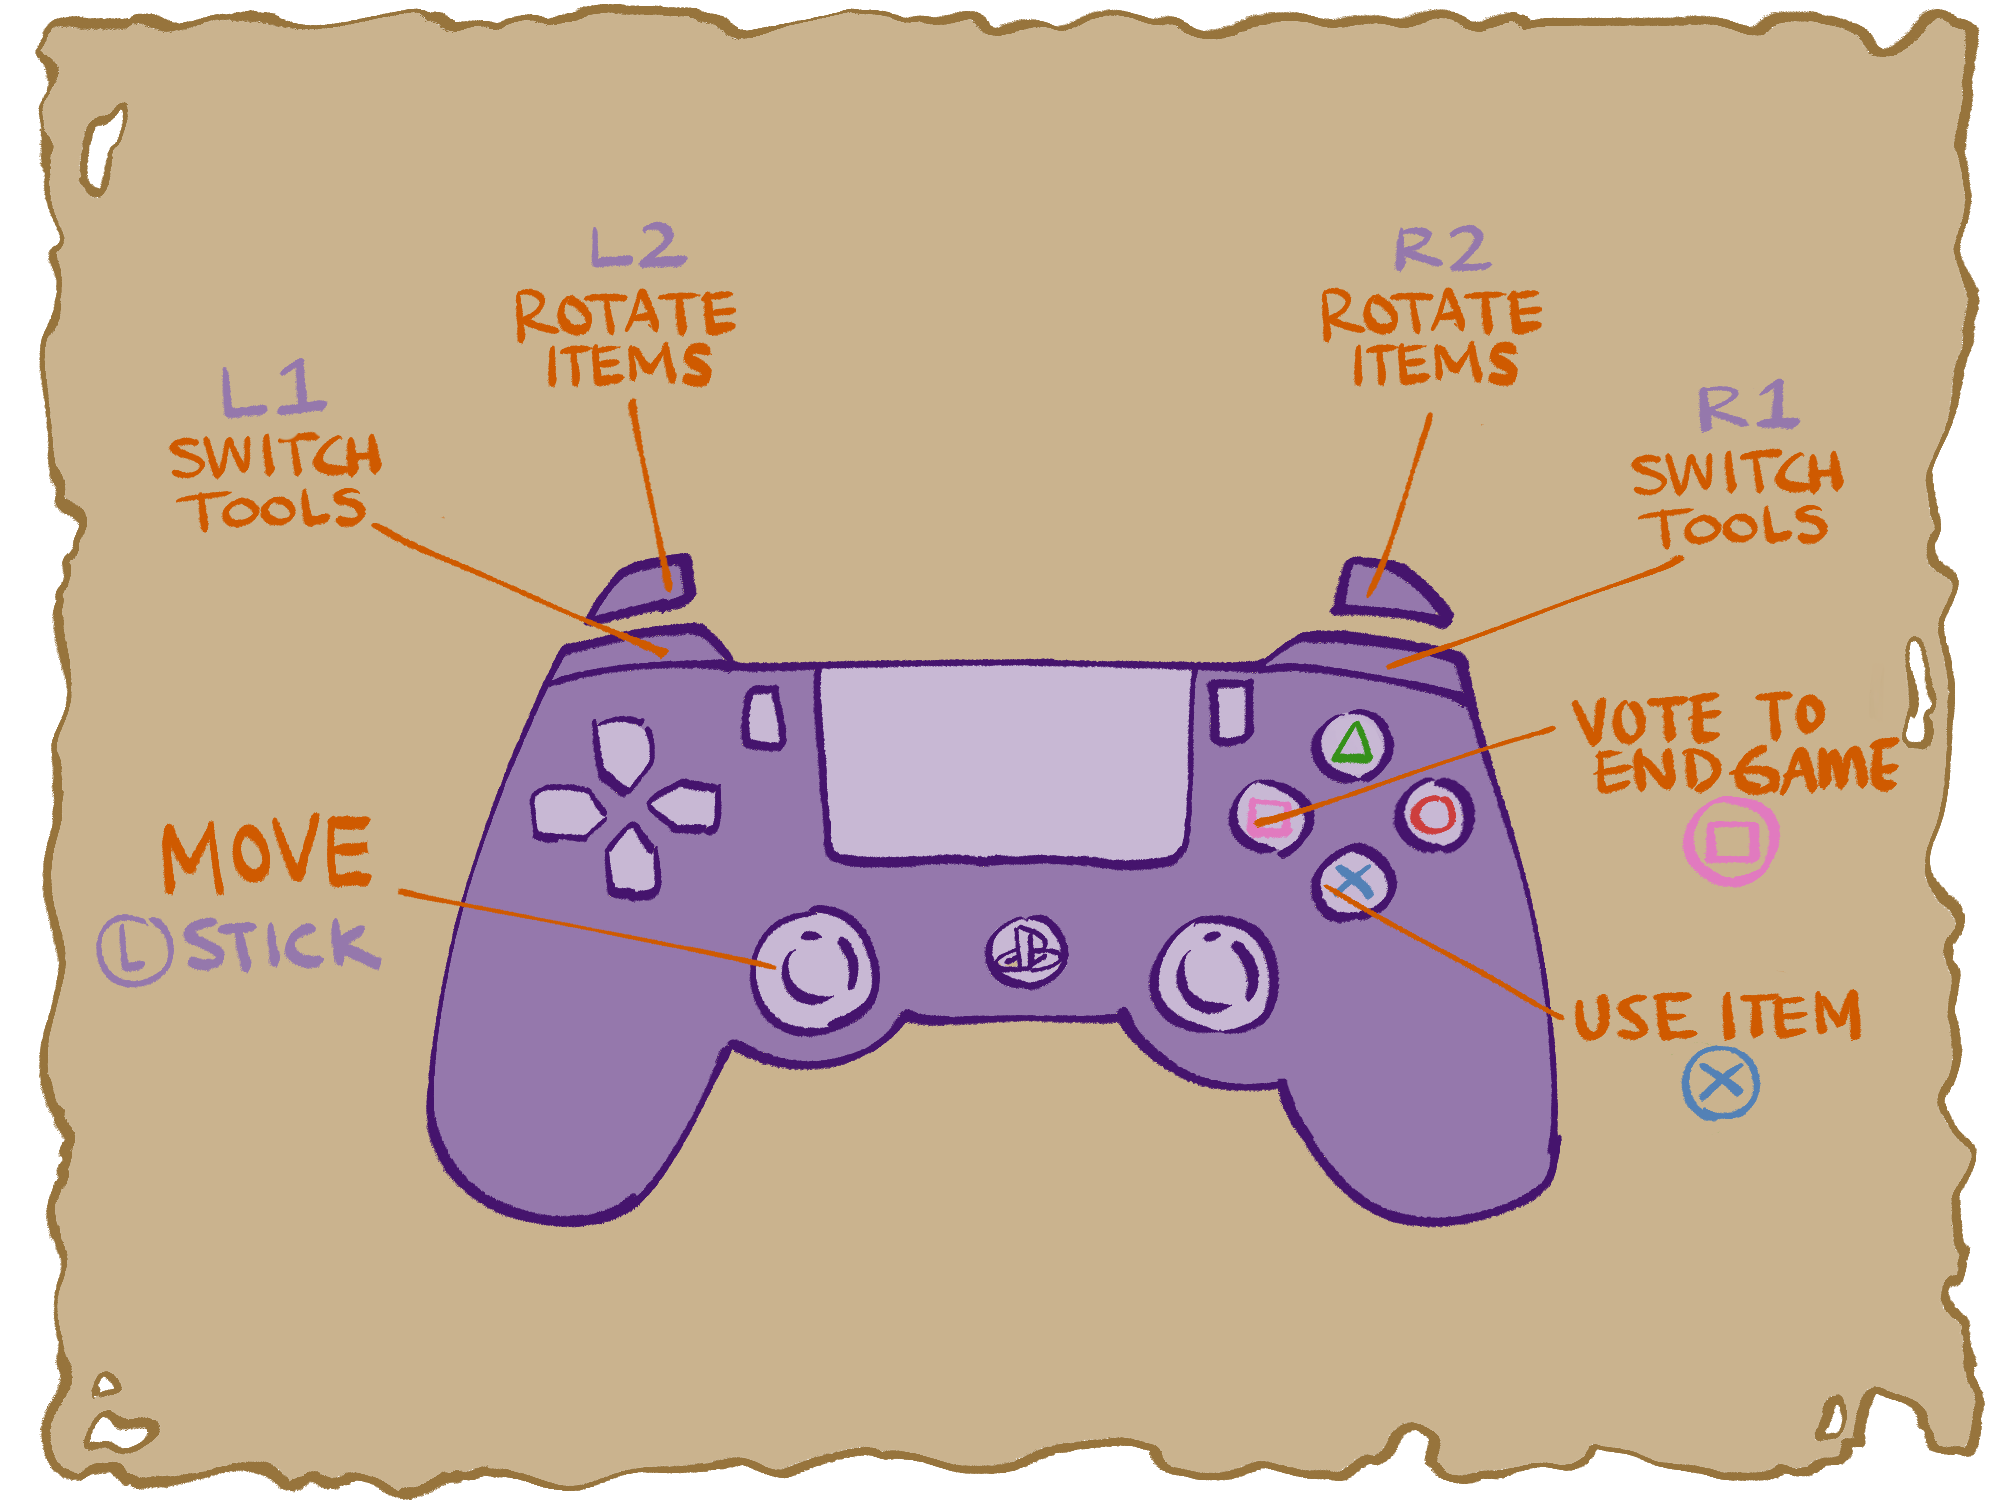 L2
ROTATE
ITEMS
R2
ROTATE
ITEMS
L1
SWITCH
TOOLS
R1
SWITCH
TOOLS
VOTE TO
END GAME
MOVE
L STICK
USE ITEM